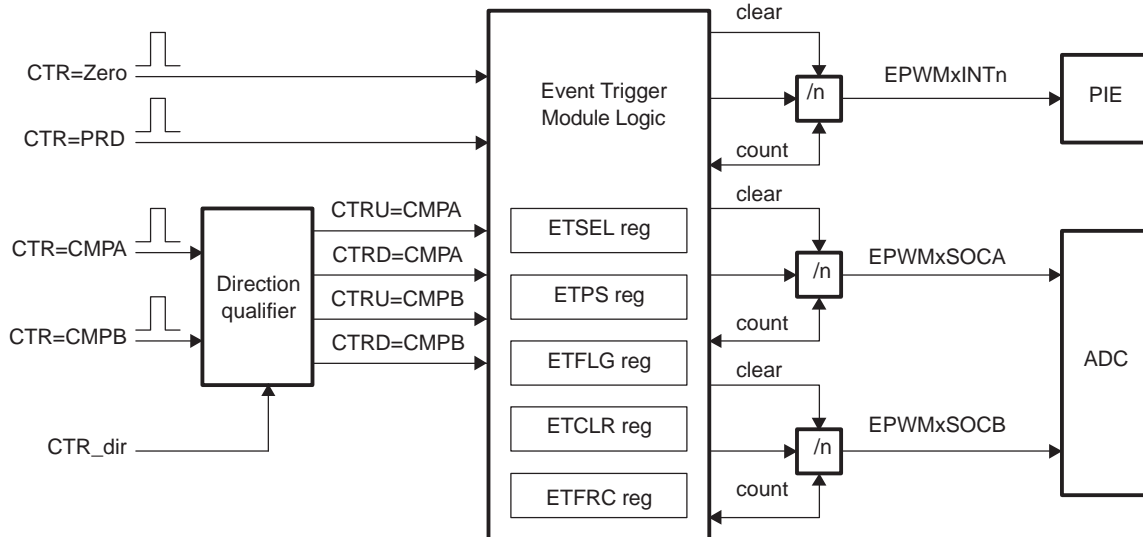 clear
CTR=Zero
Event Trigger
Module Logic
/n
EPWMxINTn
PIE
CTR=PRD
count
clear
CTRU=CMPA
ETSEL reg
CTR=CMPA
CTRD=CMPA
Direction
qualifier
/n
EPWMxSOCA
CTRU=CMPB
ETPS reg
count
CTR=CMPB
CTRD=CMPB
ETFLG reg
ADC
clear
CTR_dir
ETCLR reg
/n
EPWMxSOCB
count
ETFRC reg